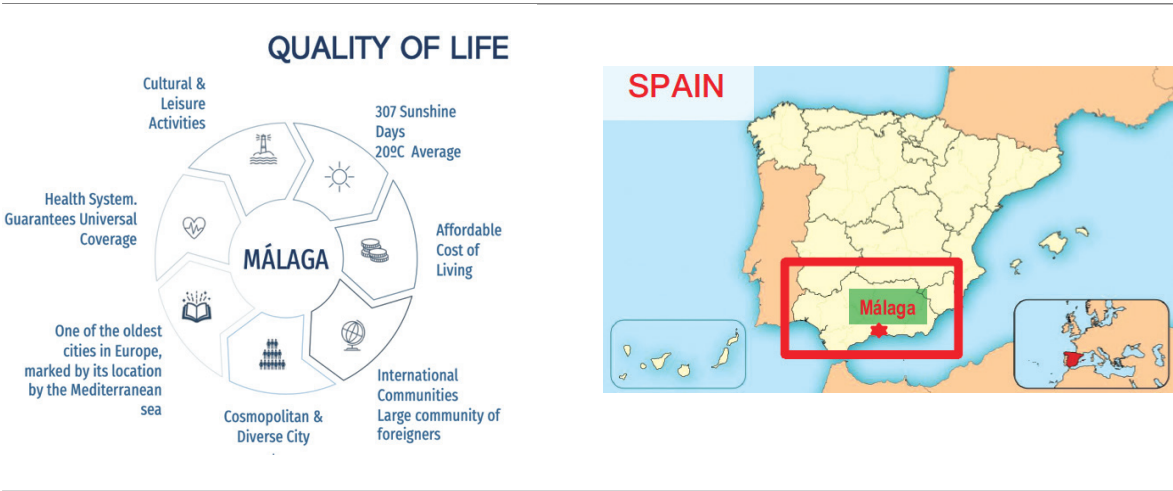 QUALITY OF LIFE
Cultural &
Leisure
Activities
307 Sunshine
Days
20ºC Average
Health System.
Guarantees Universal
Coverage
MÁLAGA
Affordable
Cost of
Living
One of the oldest
cities in Europe,
marked by its location
by the Mediterranean
sea
Cosmopolitan &
Diverse City
International
Communities
Large community of
foreigners
SPAIN
Málaga